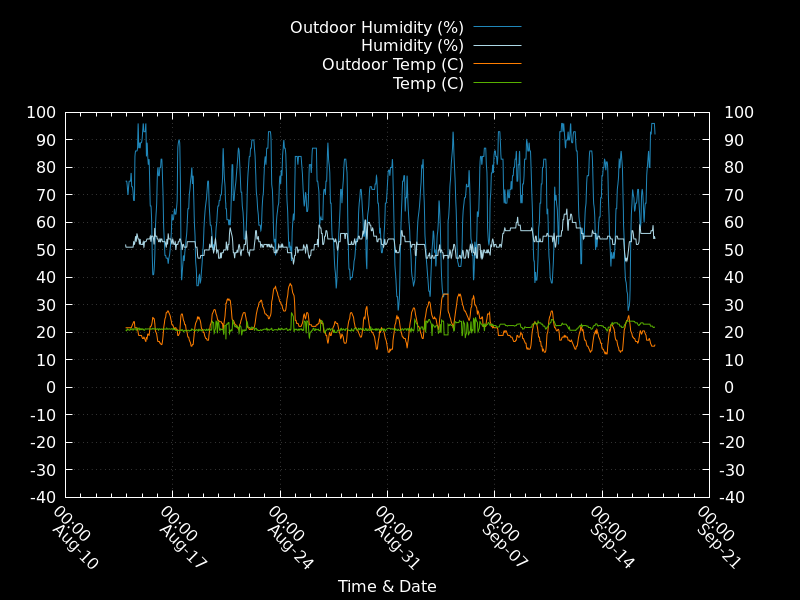 Outdoor Humidity (%)
Humidity (%)
Outdoor Temp (C)
Temp (C)
100 100
90 90
80 80
70 70
60 60
50 50
40 40
30 30
20 20
10 10
0 0
-10 -10
-20 -20
-30 -30
-40 -40
00:00 00:00 00:00 00:00 00:00 00:00 00:00
Aug-10 Aug-17 Aug-24 Aug-31 Sep-07 Sep-14 Sep-21
Time & Date